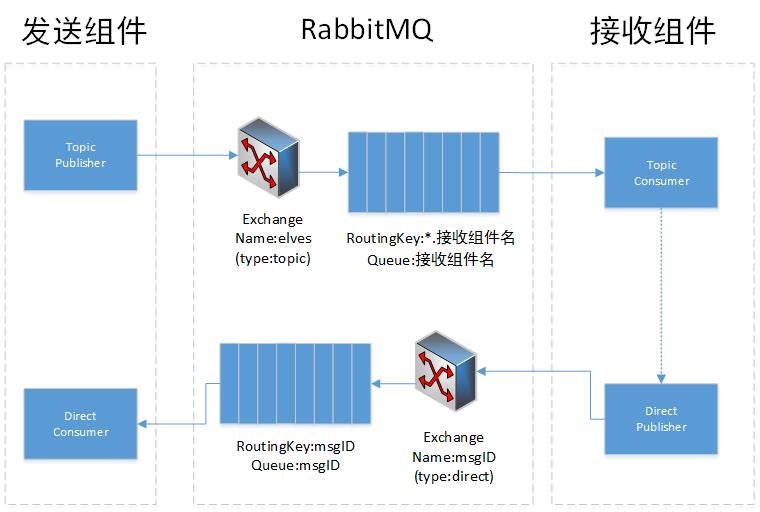 发送组件
RabbitMQ
接收组件
Topic
Publisher
Exchange
Name:elves
(type:topic)
RoutingKey:*.接收组件名
Queue:接收组件名
Topic
Consumer
Direct
Consumer
RoutingKey:msgID
Queue:msgID
Exchange
Name:msgID
(type:direct)
Direct
Publisher